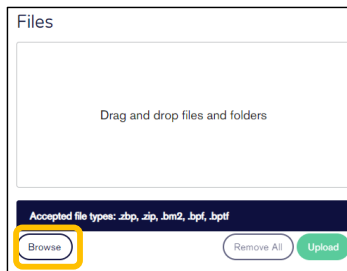 Files
Drag and drop files and folders
Accepted file types: .zbp, .zip, .bm2, .bpf, .bptf
Browse
Remove All
Upload